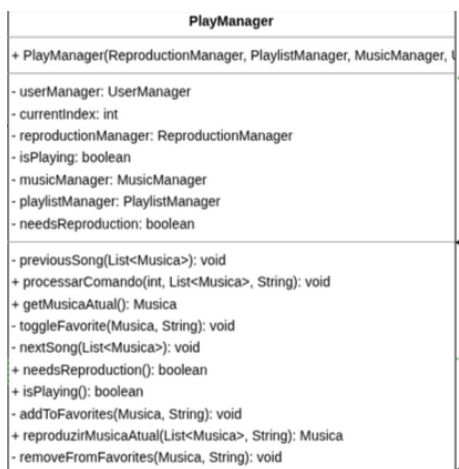 PlayManager
+ PlayManager(ReproductionManager, PlaylistManager, MusicManager, U
- userManager: UserManager
- currentIndex: int
- reproductionManager: ReproductionManager
- isPlaying: boolean
- musicManager: MusicManager
- playlistManager: PlaylistManager
- needsReproduction: boolean
- previousSong(List<Musica>): void
+ processarComando(int, List<Musica>, String): void
+ getMusicaAtual(): Musica
- toggleFavorite(Musica, String): void
- nextSong(List<Musica>): void
+ needsReproduction(): boolean
+ isPlaying(): boolean
- addToFavorites(Musica, String): void
+ reproduzirMusicaAtual(List<Musica>, String): Musica
- removeFromFavorites(Musica, String): void